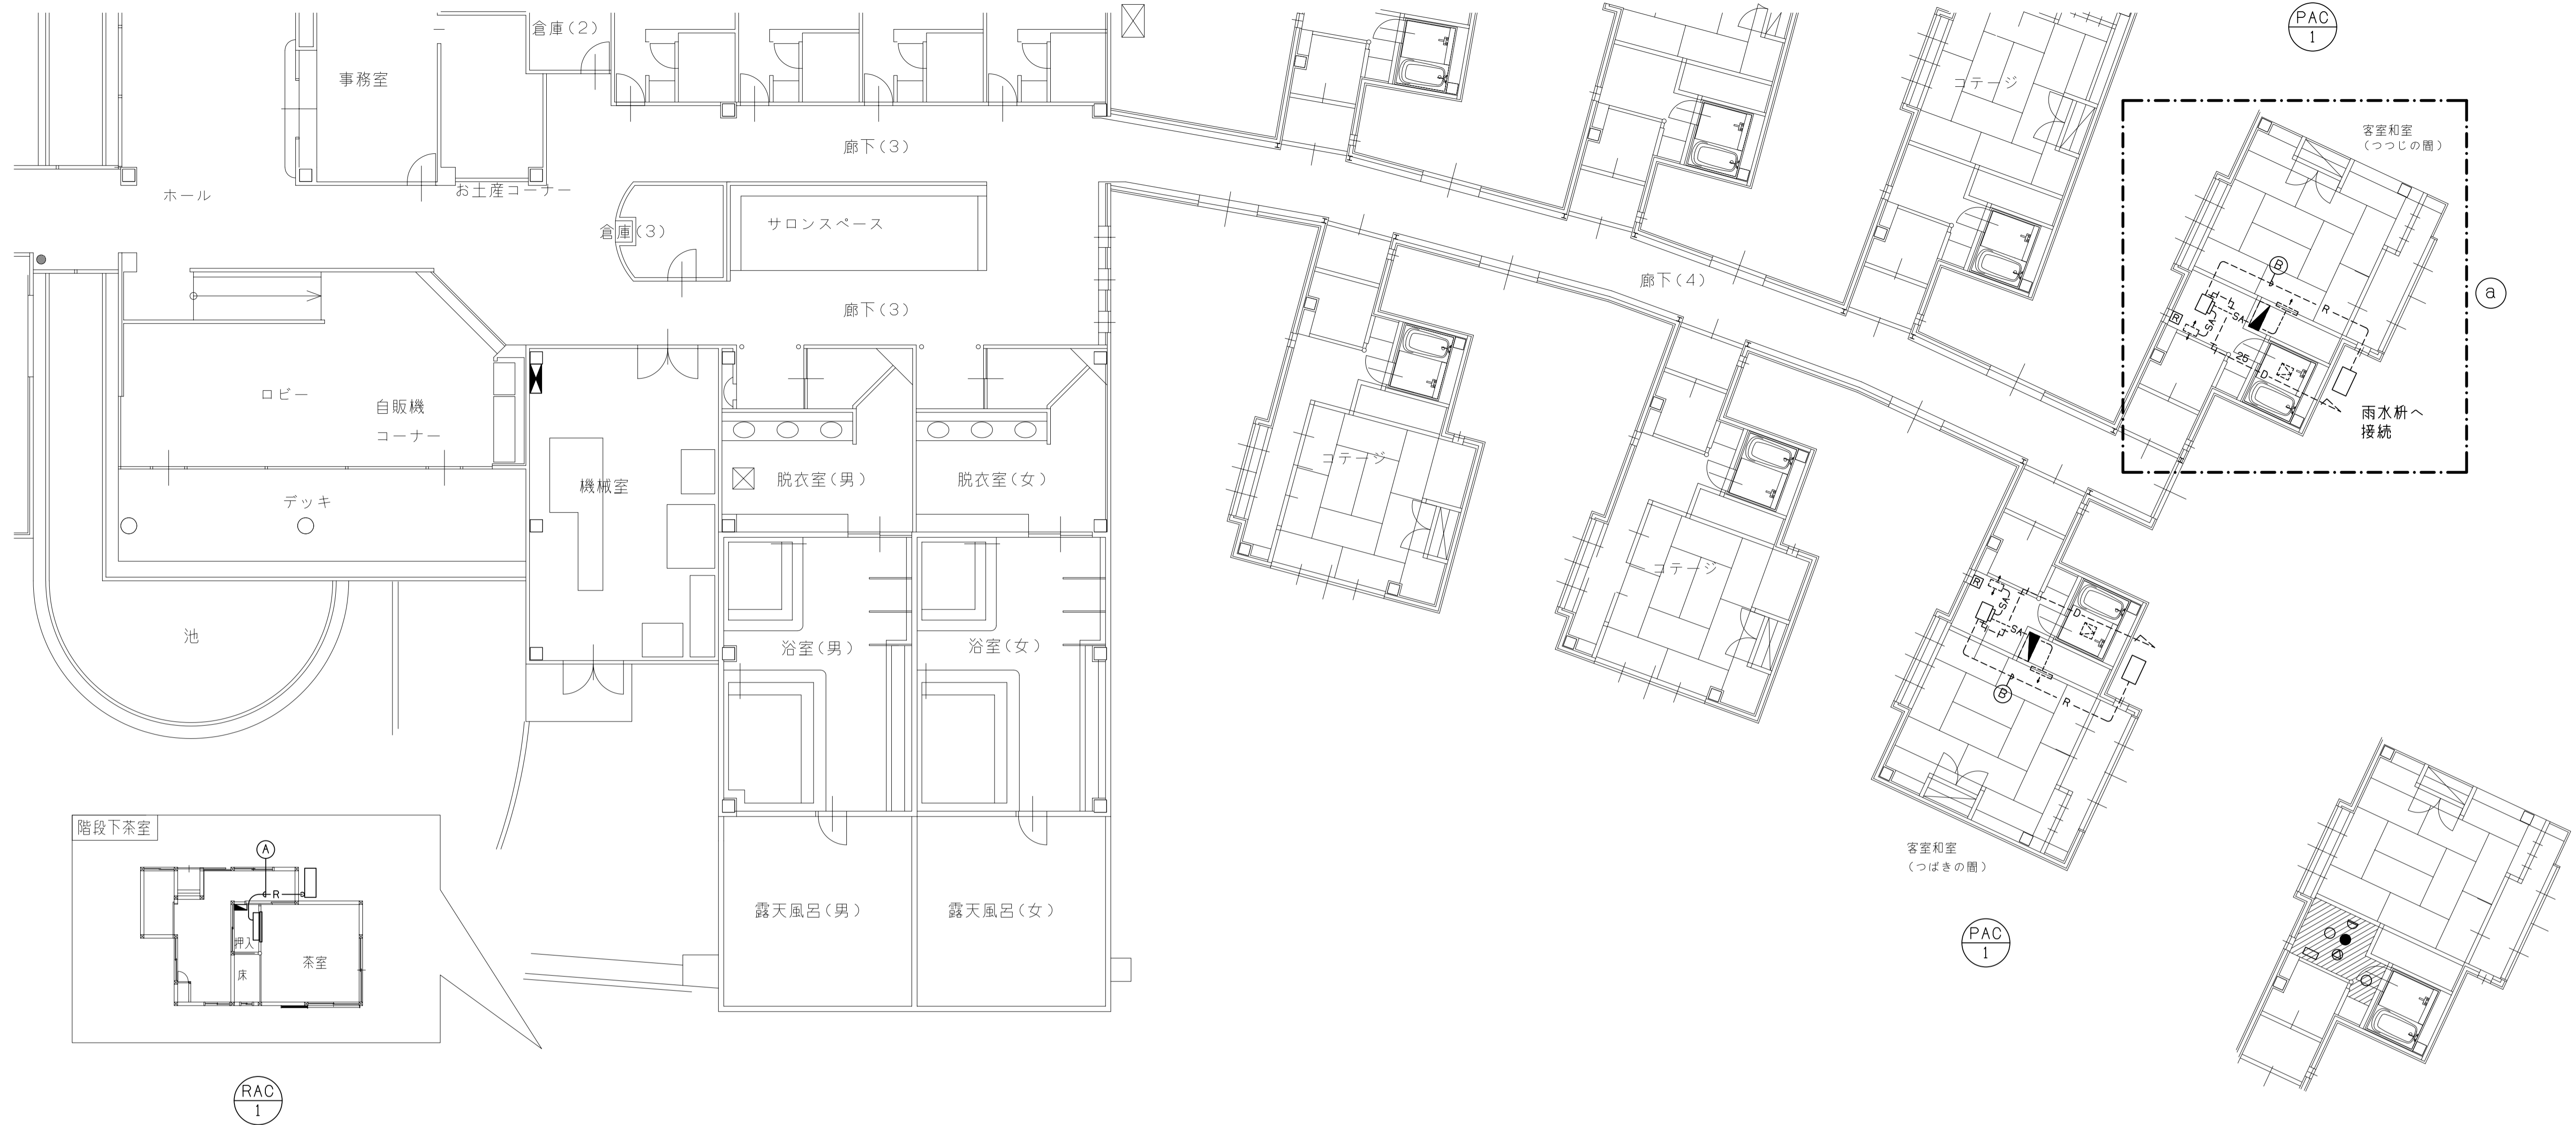 倉庫(2)
事務室
コテージ
PAC
1
客室和室
(つつじの間)
廊下(3)
ホール
お土産コーナー
サロンスペース
倉庫(3)
廊下(4)
B
R
a
R
SA
SA
25
D
雨水枡へ
接続
廊下(3)
ロビー
自販機
コーナー
コテージ
機械室
脱衣室(男)
脱衣室(女)
デッキ
コテージ
R
SA
SA
D
B
R
池
浴室(男)
浴室(女)
階段下茶室
A
R
押入
茶室
床
客室和室
(つばきの間)
露天風呂(男)
露天風呂(女)
PAC
1
RAC
1